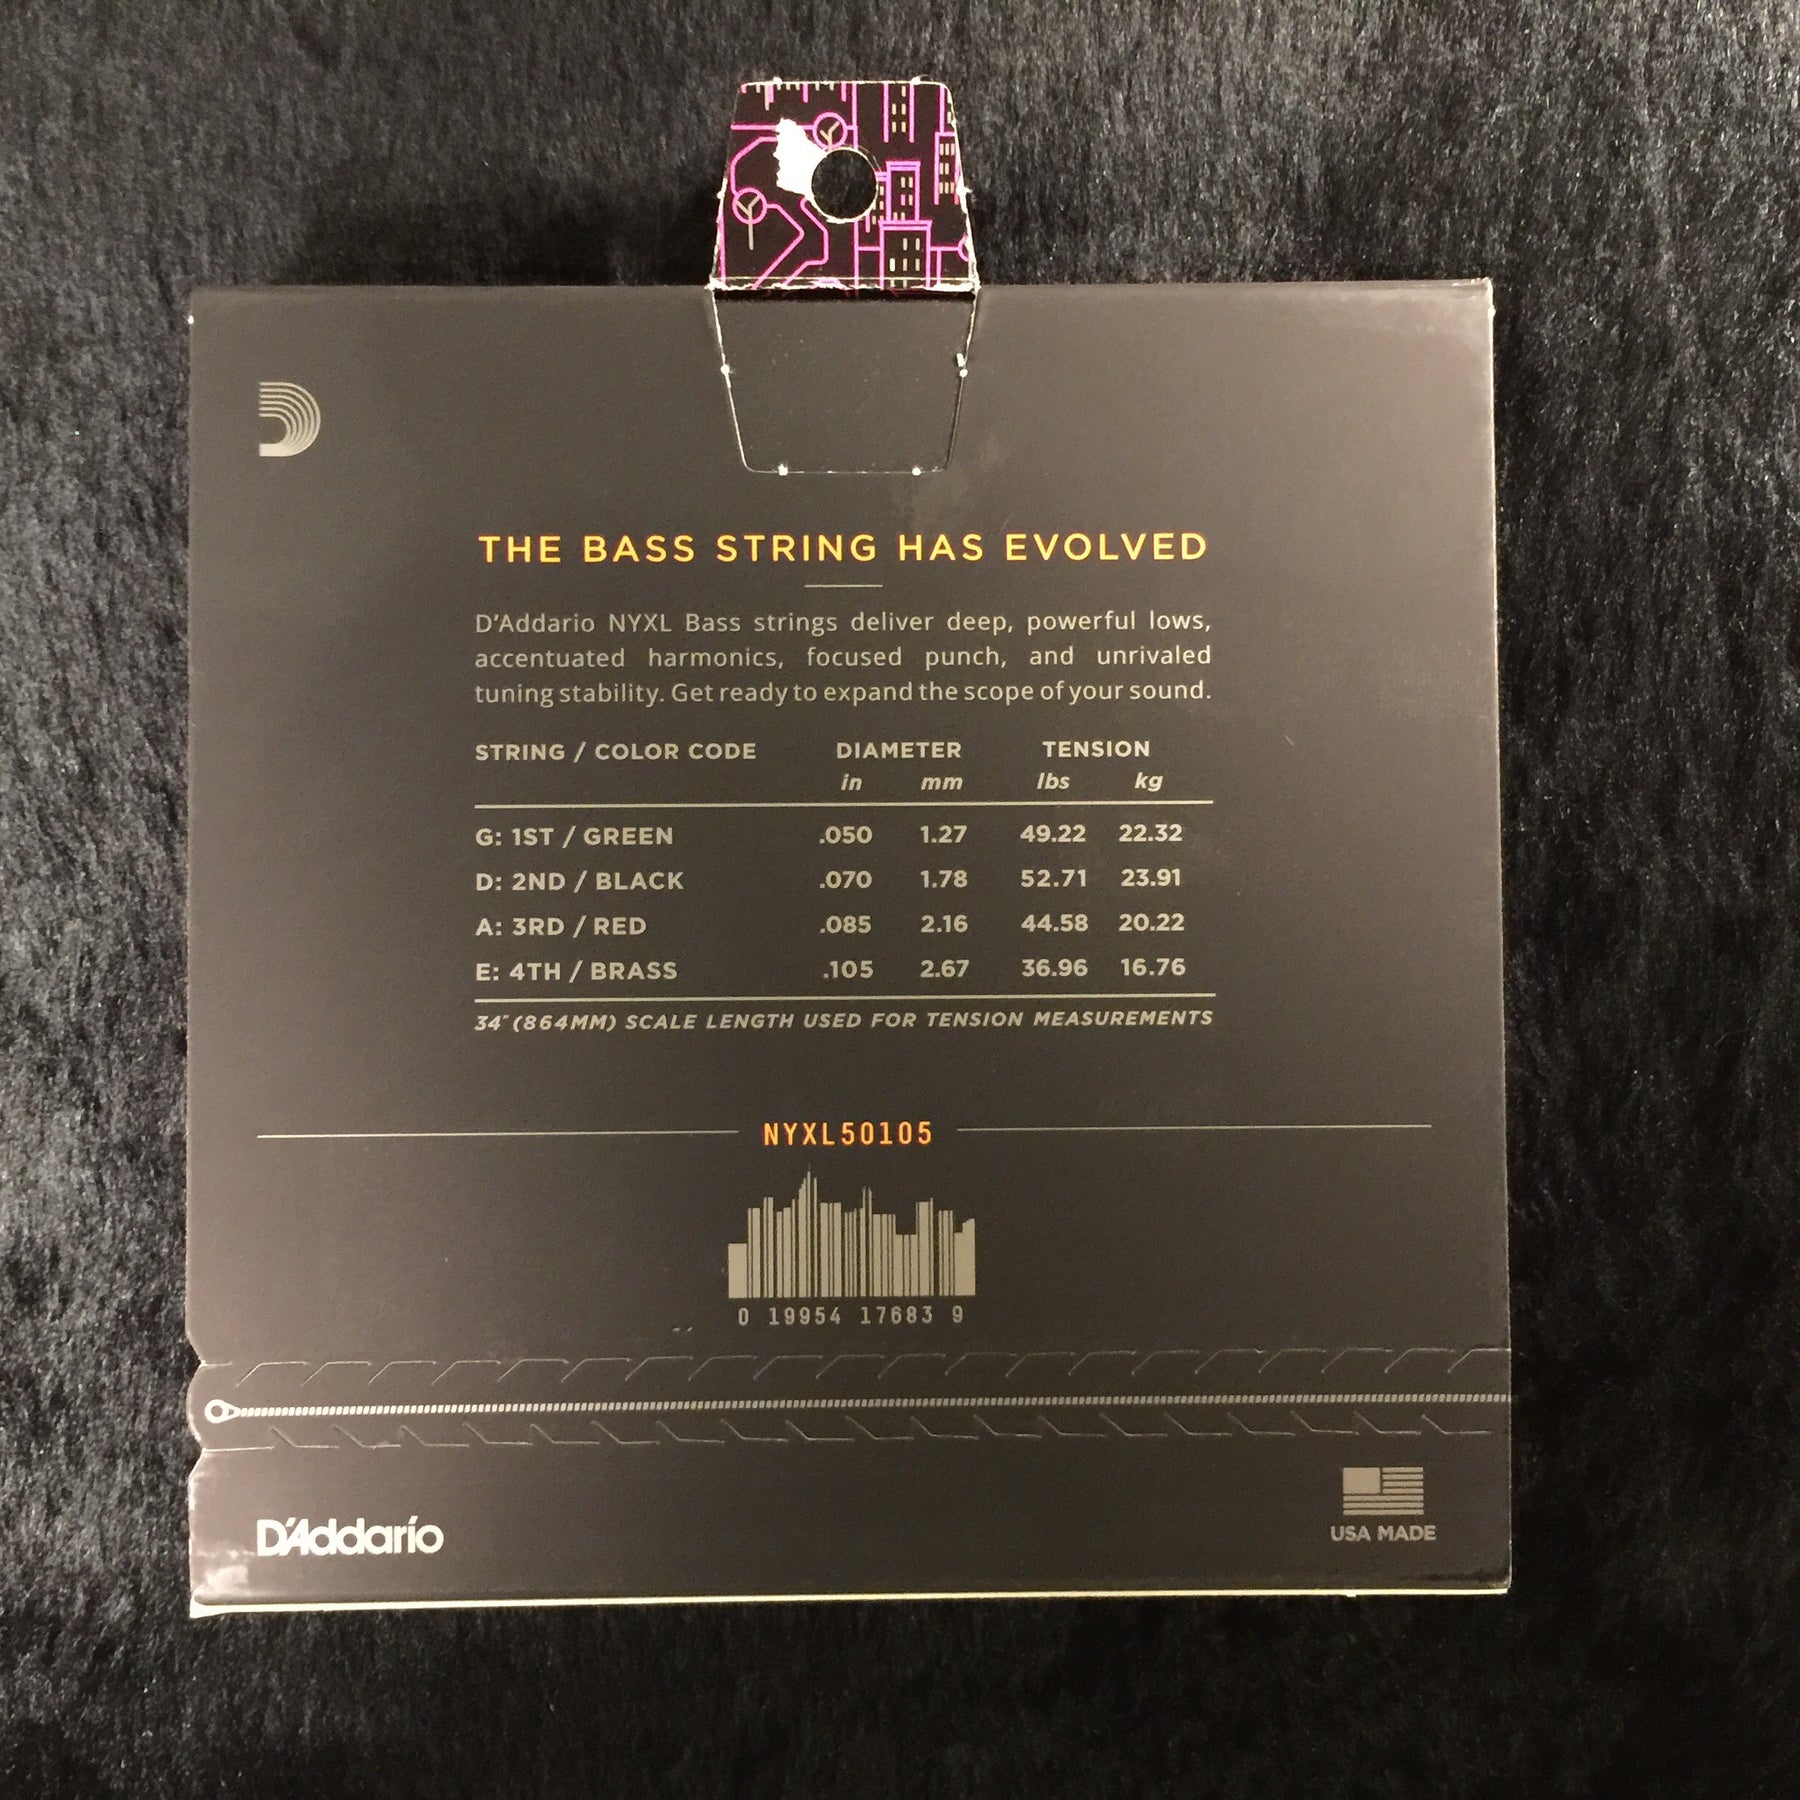 THE BASS STRING HAS EVOLVED
D'Addario NYXL Bass strings deliver deep, powerful lows,
accentuated harmonics, focused punch, and unrivaled
tuning stability. Get ready to expand the scope of your sound.
STRING / COLOR CODE DIAMETER TENSION
in mm lbs kg
G: 1ST / GREEN .050 1.27 49.22 22.32
D: 2ND / BLACK .070 1.78 52.71 23.91
A: 3RD / RED .085 2.16 44.58 20.22
E: 4TH / BRASS .105 2.67 36.96 16.76
34" (864MM) SCALE LENGTH USED FOR TENSION MEASUREMENTS
NYXL50105
0 19954 17683 9
D'Addario
USA MADE